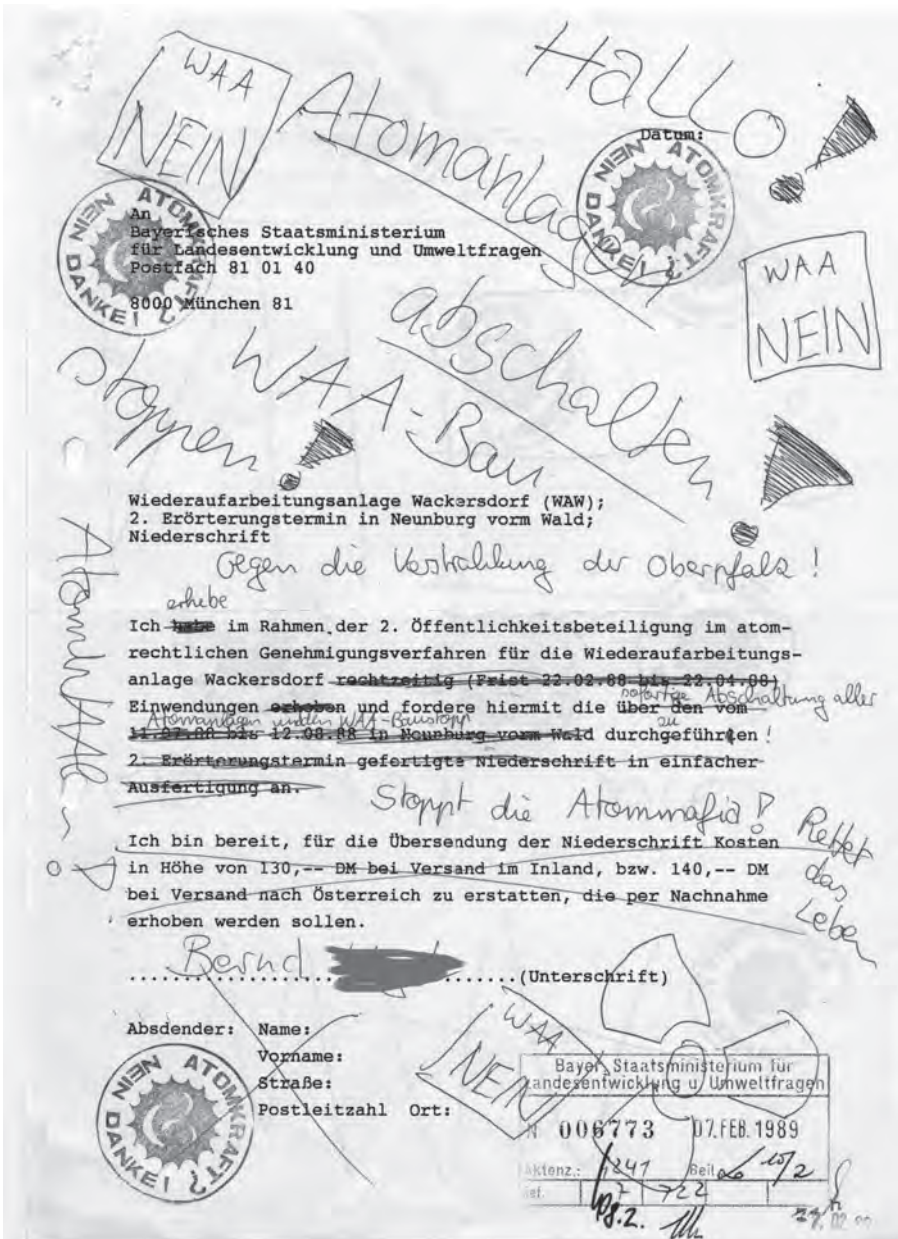 HALLO!
WAA
NEIN
Atomanlagen
abschalten
Datum:
ATOMKRAFT? NEIN DANKE!
ATOMKRAFT? NEIN DANKE!
An
Bayerisches Staatsministerium
für Landesentwicklung und Umweltfragen
Postfach 81 01 40
8000 München 81
WAA
NEIN
WAA-Bau
stoppen!
Wiederaufarbeitungsanlage Wackersdorf (WAW);
2. Erörterungstermin in Neunburg vorm Wald;
Niederschrift
Gegen die Verstrahlung der Oberpfalz!
erhebe
Ich habe im Rahmen der 2. Öffentlichkeitsbeteiligung im atom-
rechtlichen Genehmigungsverfahren für die Wiederaufarbeitungs-
anlage Wackersdorf rechtzeitig (Frist 22.02.88 bis 22.04.88)
sofortige Abschaltung aller
Einwendungen erhoben und fordere hiermit die über den vom
Atomanlagen und den WAA-Baustopp zu
11.07.88 bis 12.08.88 in Neunburg vorm Wald durchgeführten!
2. Erörterungstermin gefertigte Niederschrift in einfacher
Ausfertigung an.
Stoppt die Atommafia!
Ich bin bereit, für die Übersendung der Niederschrift Kosten
in Höhe von 130,-- DM bei Versand im Inland, bzw. 140,-- DM
bei Versand nach Österreich zu erstatten, die per Nachnahme
erhoben werden sollen.
Rettet
das
Leben
Bernd
(Unterschrift)
Absdender: Name:
Vorname:
Straße:
Postleitzahl Ort:
ATOMKRAFT? NEIN DANKE!
WAA
NEIN
Bayer. Staatsministerium für
Landesentwicklung u. Umweltfragen
006773 07. FEB. 1989
Aktenz.: Beil.